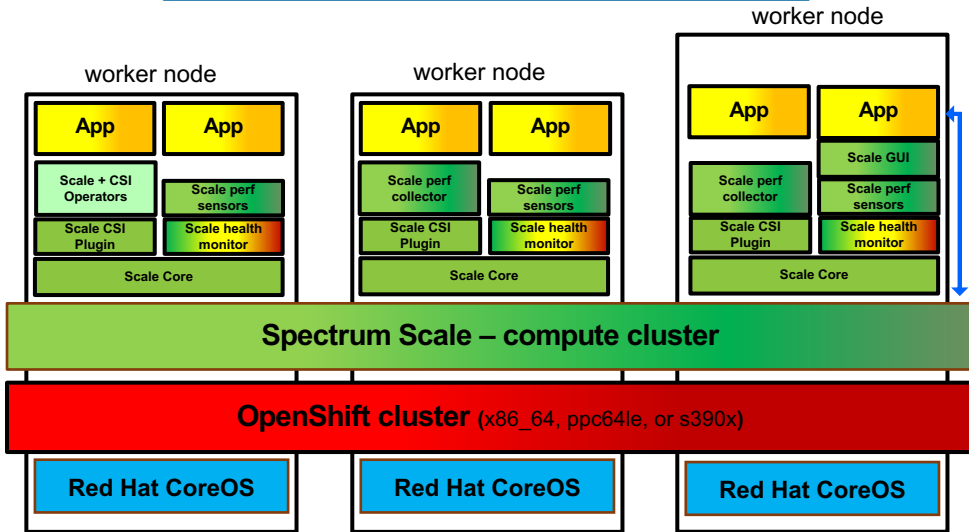 worker node
App
App
Scale + CSI
Operators
Scale perf
sensors
Scale CSI
Plugin
Scale health
monitor
Scale Core
worker node
App
App
Scale perf
collector
Scale perf
sensors
Scale CSI
Plugin
Scale health
monitor
Scale Core
worker node
App
App
Scale GUI
Scale perf
collector
Scale perf
sensors
Scale CSI
Plugin
Scale health
monitor
Scale Core
Spectrum Scale – compute cluster
OpenShift cluster (x86_64, ppc64le, or s390x)
Red Hat CoreOS
Red Hat CoreOS
Red Hat CoreOS